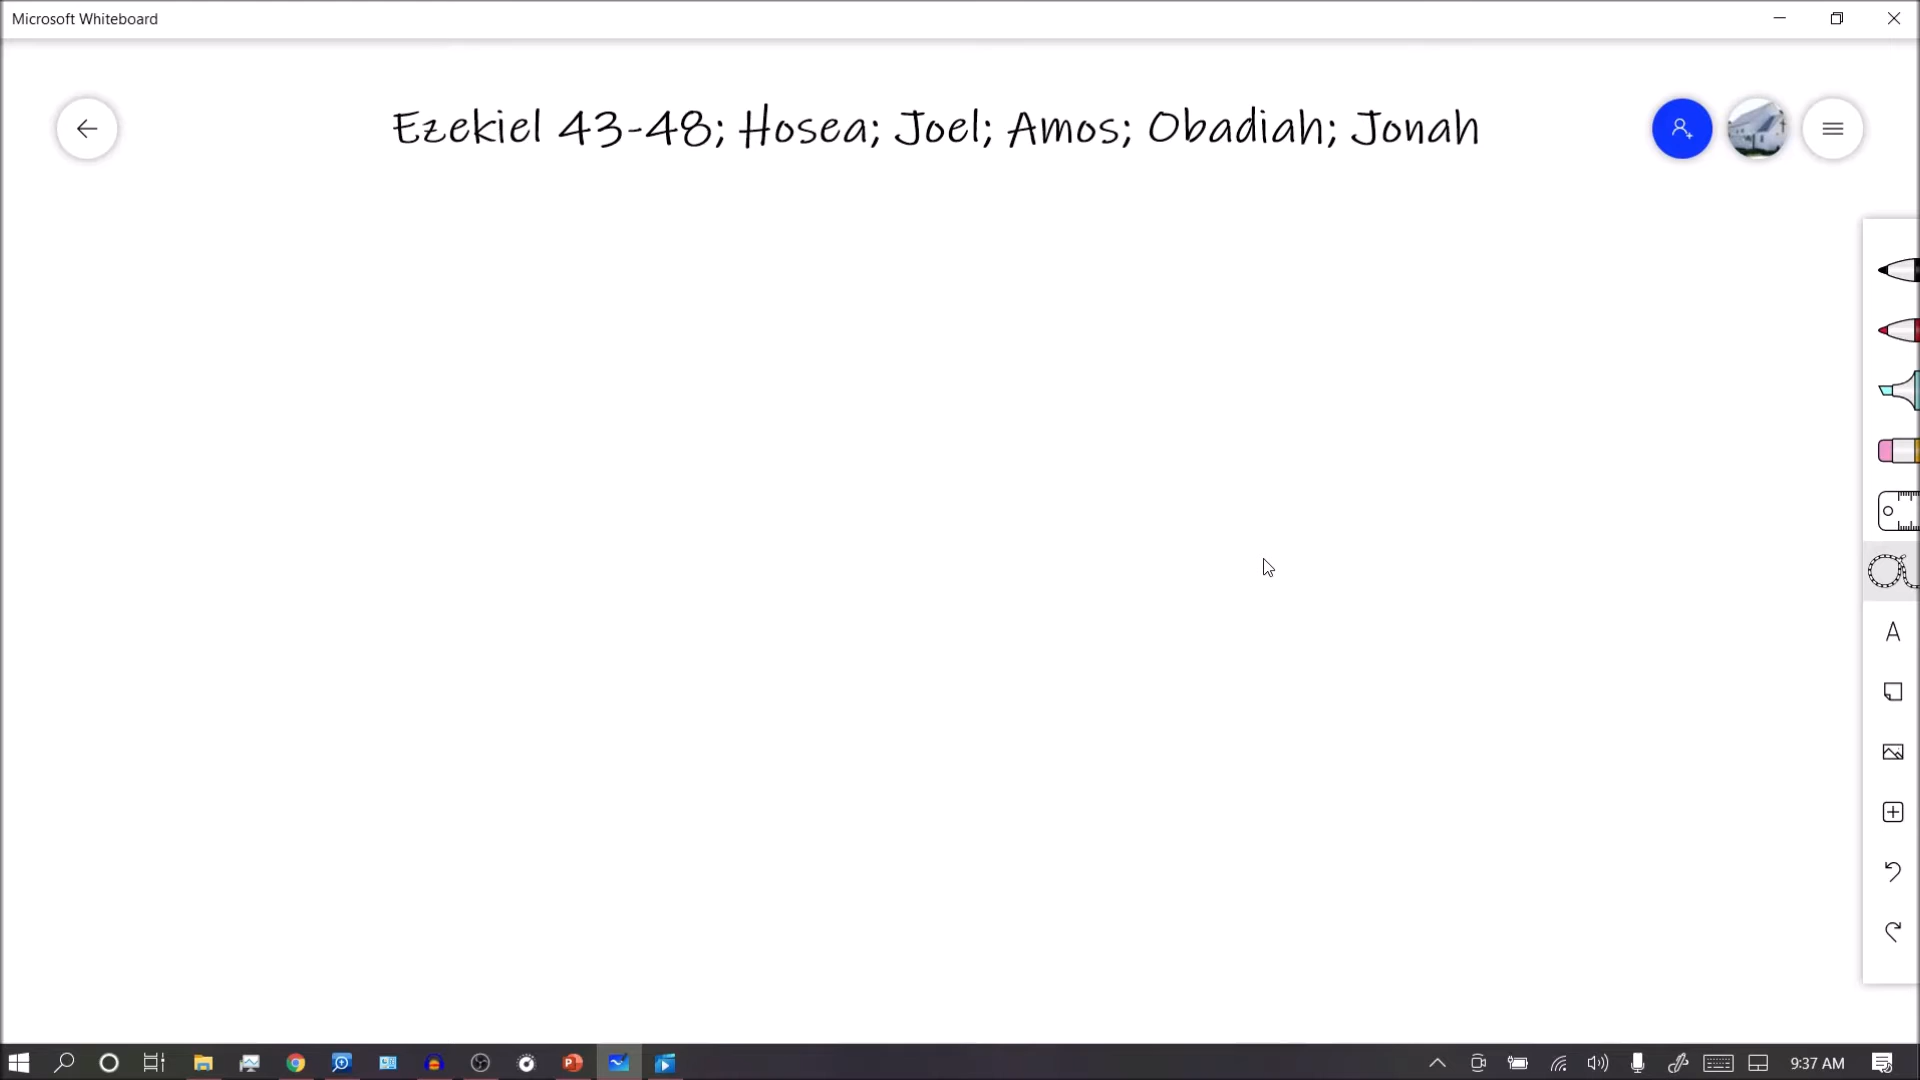 Microsoft Whiteboard
Ezekiel 43-48; Hosea; Joel; Amos; Obadiah; Jonah
A
9:37 AM